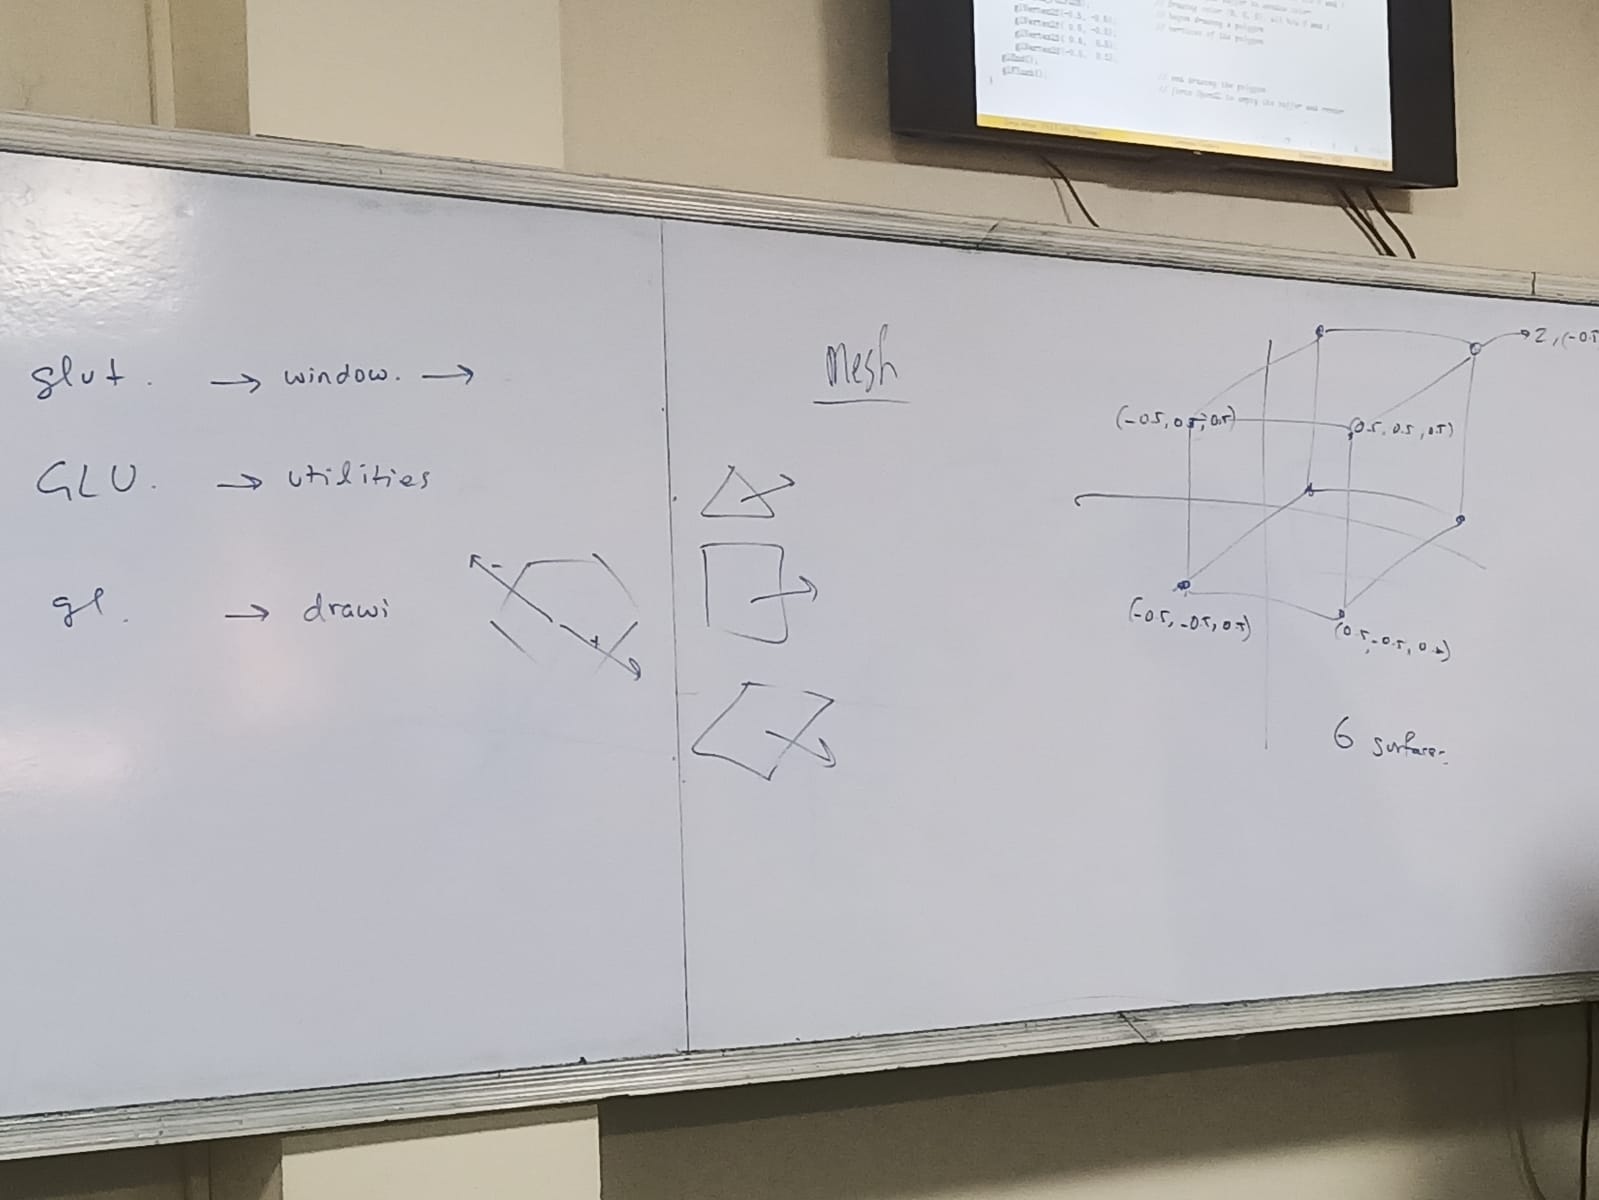 glVertex2f(-0.5, -0.5);
glVertex2f( 0.5, -0.5);
glVertex2f( 0.5, 0.5);
glVertex2f(-0.5, 0.5);
glEnd();
glFlush();
}
// begin drawing a polygon
// vertices of the polygon
// end drawing the polygon
// force OpenGL to empty the buffer and render
glut. → window. →
GLU. → utilities
gl. → drawi
-
+
Mesh
Z, (-0.5
(-0.5, 0.5, 0.5)
(0.5, 0.5, 0.5)
(-0.5, -0.5, 0.5)
(0.5, -0.5, 0.
6 surfaces